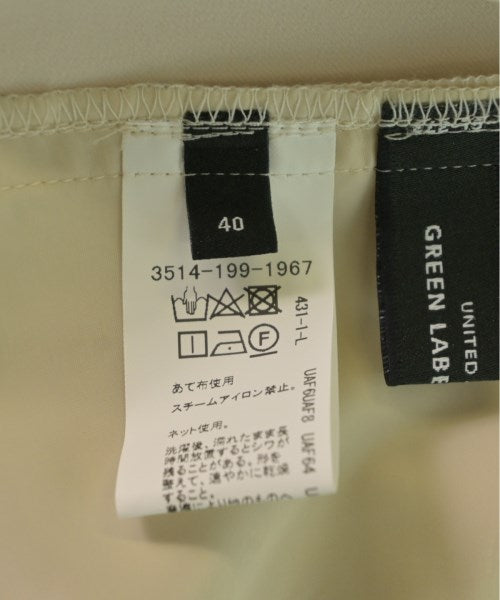 40
3514-199-1967
431-1-L
あて布使用
スチームアイロン禁止。
ネット使用。
洗濯後、濡れたまま長
時間放置するとシワが
残ることがある。形を
整えて、速やかに乾燥
すること。
UAF6UAF8 UAF64
UNITED
GREEN LABE